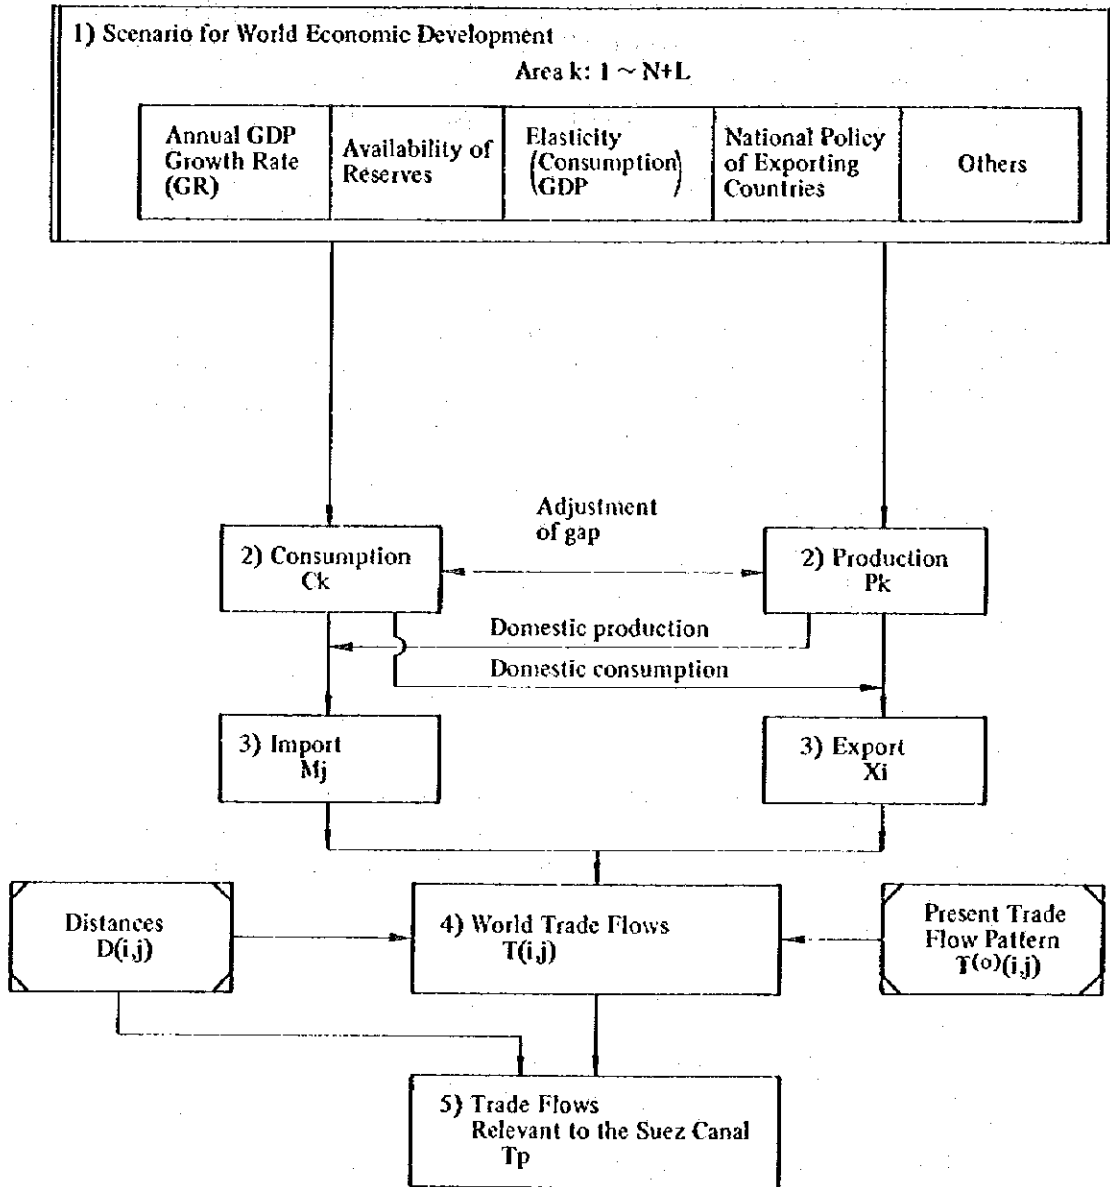 1) Scenario for World Economic Development
Area k: 1 ~ N+L
Annual GDP
Growth Rate
(GR)
Availability of
Reserves
Elasticity
(Consumption)
(GDP)
National Policy
of Exporting
Countries
Others
Adjustment
of gap
2) Consumption
Ck
2) Production
Pk
Domestic production
Domestic consumption
3) Import
Mj
3) Export
Xi
Distances
D(i,j)
4) World Trade Flows
T(i,j)
Present Trade
Flow Pattern
T(o)(i,j)
5) Trade Flows
Relevant to the Suez Canal
Tp